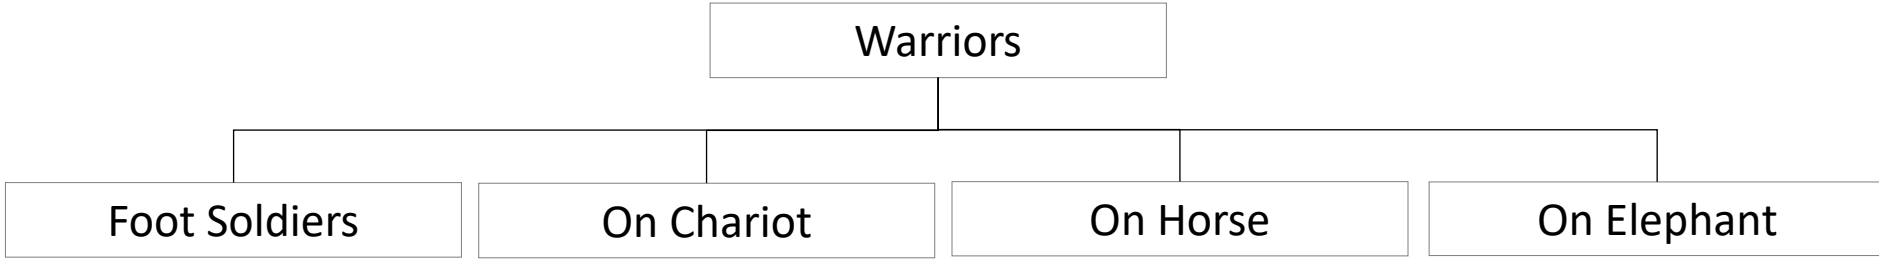 Warriors
Foot Soldiers
On Chariot
On Horse
On Elephant